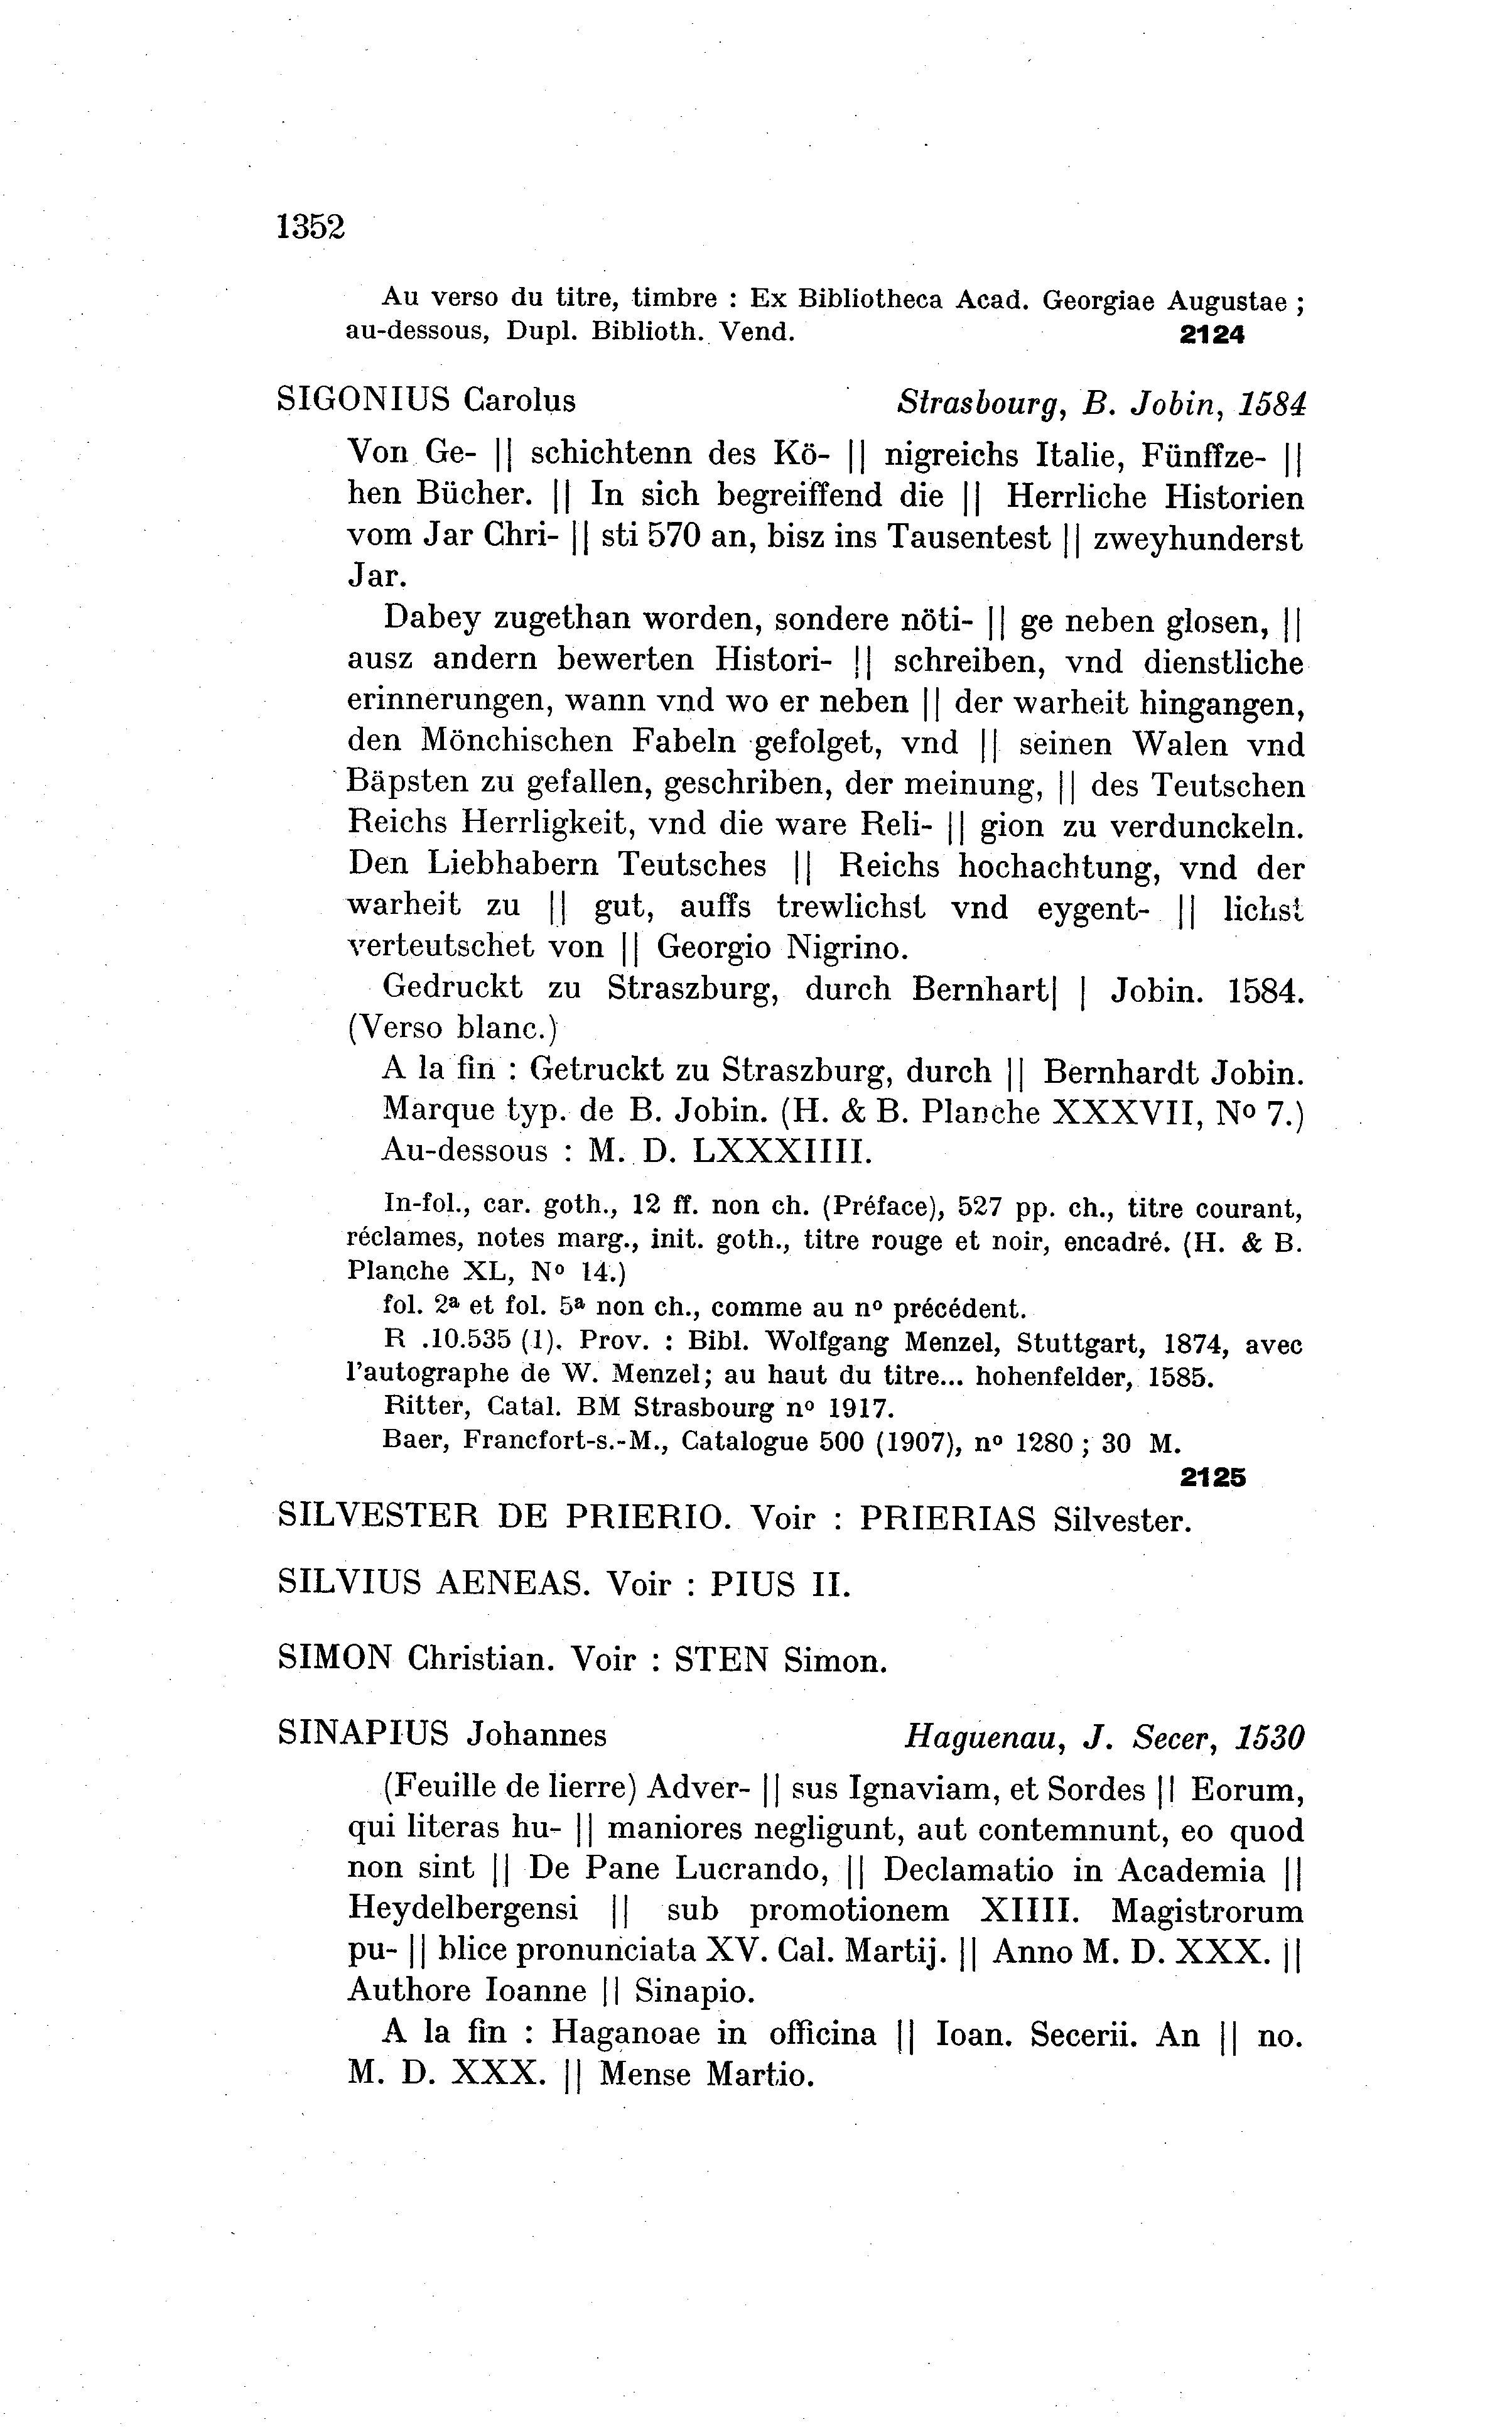 1352
Au verso du titre, timbre : Ex Bibliotheca Acad. Georgiae Augustae ;
au-dessous, Dupl. Biblioth. Vend. 2124
SIGONIUS Carolus Strasbourg, B. Jobin, 1584
Von Ge- || schichtenn des Kö- || nigreichs Italie, Fünffze- ||
hen Bücher. || In sich begreiffend die || Herrliche Historien
vom Jar Chri- || sti 570 an, bisz ins Tausentest || zweyhunderst
Jar.
Dabey zugethan worden, sondere nöti- || ge neben glosen, ||
ausz andern bewerten Histori- || schreiben, vnd dienstliche
erinnerungen, wann vnd wo er neben || der warheit hingangen,
den Mönchischen Fabeln gefolget, vnd || seinen Walen vnd
Bäpsten zu gefallen, geschriben, der meinung, || des Teutschen
Reichs Herrligkeit, vnd die ware Reli- || gion zu verdunckeln.
Den Liebhabern Teutsches || Reichs hochachtung, vnd der
warheit zu || gut, auffs trewlichst vnd eygent- || lichst
verteutschet von || Georgio Nigrino.
Gedruckt zu Straszburg, durch Bernhart| | Jobin. 1584.
(Verso blanc.)
A la fin : Getruckt zu Straszburg, durch || Bernhardt Jobin.
Marque typ. de B. Jobin. (H. & B. Planche XXXVII, Nº 7.)
Au-dessous : M. D. LXXXIIII.
In-fol., car. goth., 12 ff. non ch. (Préface), 527 pp. ch., titre courant,
réclames, notes marg., init. goth., titre rouge et noir, encadré. (H. & B.
Planche XL, Nº 14.)
fol. 2ª et fol. 5ª non ch., comme au nº précédent.
R .10.535 (1). Prov. : Bibl. Wolfgang Menzel, Stuttgart, 1874, avec
l'autographe de W. Menzel; au haut du titre... hohenfelder, 1585.
Ritter, Catal. BM Strasbourg nº 1917.
Baer, Francfort-s.-M., Catalogue 500 (1907), nº 1280 ; 30 M.
2125
SILVESTER DE PRIERIO. Voir : PRIERIAS Silvester.
SILVIUS AENEAS. Voir : PIUS II.
SIMON Christian. Voir : STEN Simon.
SINAPIUS Johannes Haguenau, J. Secer, 1530
(Feuille de lierre) Adver- || sus Ignaviam, et Sordes || Eorum,
qui literas hu- || maniores negligunt, aut contemnunt, eo quod
non sint || De Pane Lucrando, || Declamatio in Academia ||
Heydelbergensi || sub promotionem XIIII. Magistrorum
pu- || blice pronunciata XV. Cal. Martij. || Anno M. D. XXX. ||
Authore Ioanne || Sinapio.
A la fin : Haganoae in officina || Ioan. Secerii. An || no.
M. D. XXX. || Mense Martio.